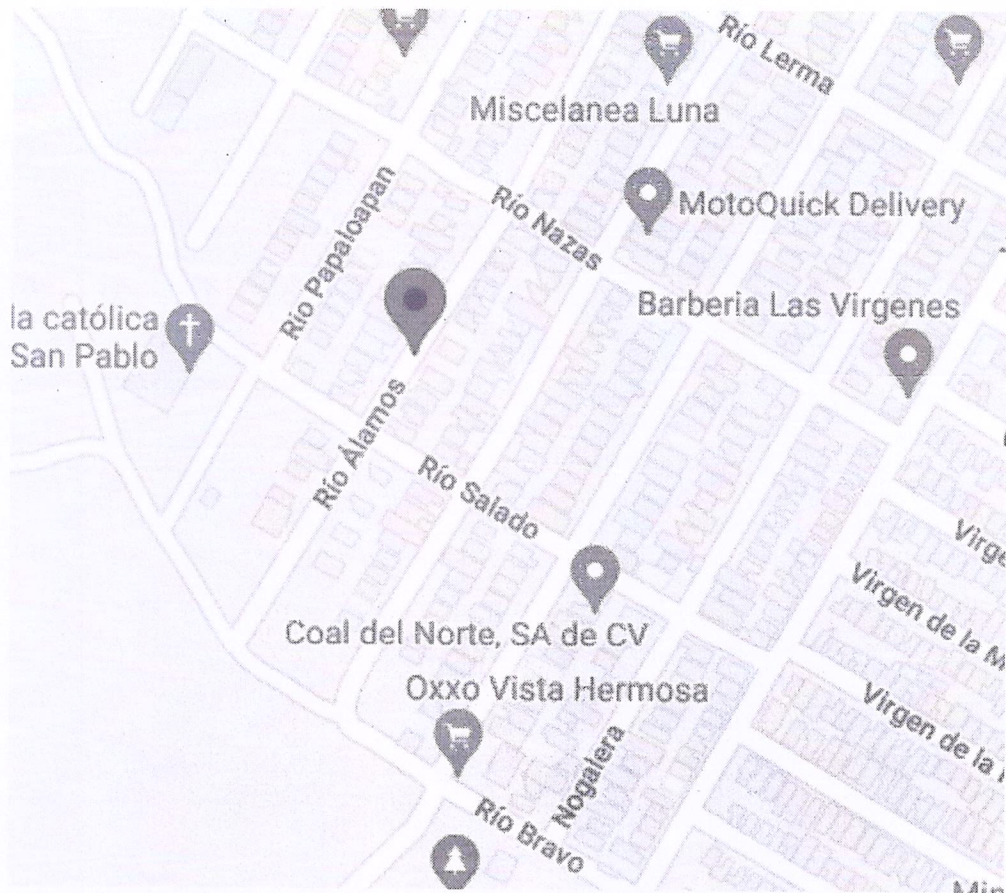 Río Lerma
Miscelanea Luna
MotoQuick Delivery
Río Nazas
Río Papaloapan
Barberia Las Virgenes
la católica
San Pablo
Río Álamos
Río Salado
Virgen de la M
Coal del Norte, SA de CV
Oxxo Vista Hermosa
Virgen de la
Nogalera
Río Bravo